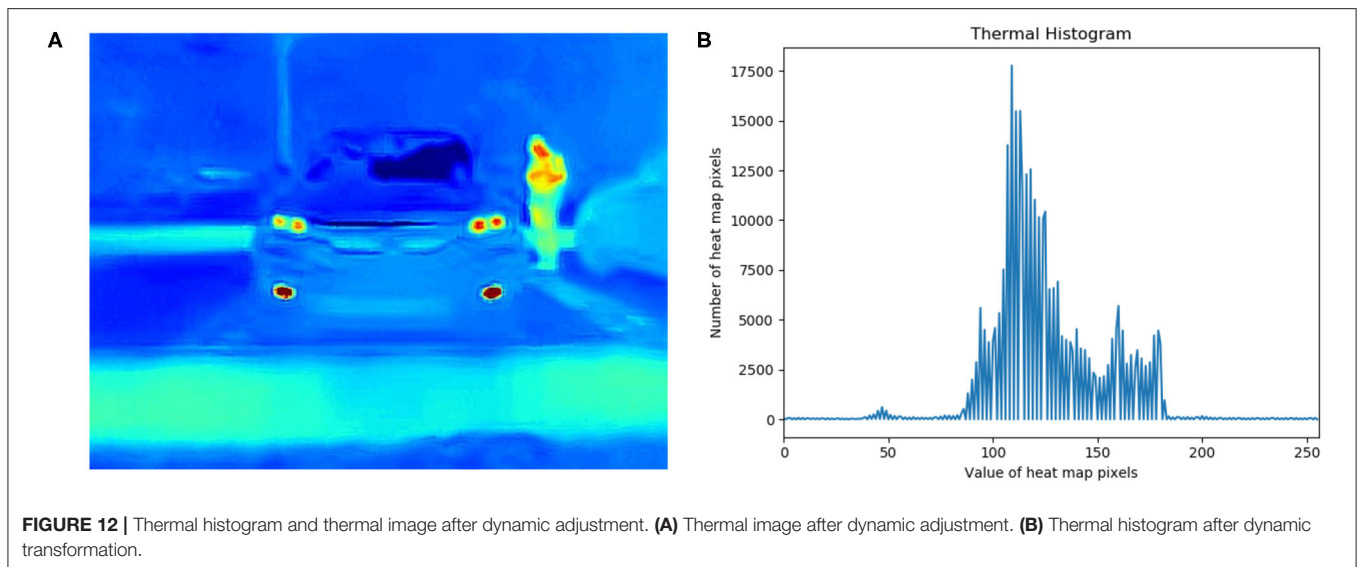 A
B
Thermal Histogram
Number of heat map pixels
17500
15000
12500
10000
7500
5000
2500
0
0 50 100 150 200 250
Value of heat map pixels
FIGURE 12 | Thermal histogram and thermal image after dynamic adjustment. (A) Thermal image after dynamic adjustment. (B) Thermal histogram after dynamic
transformation.